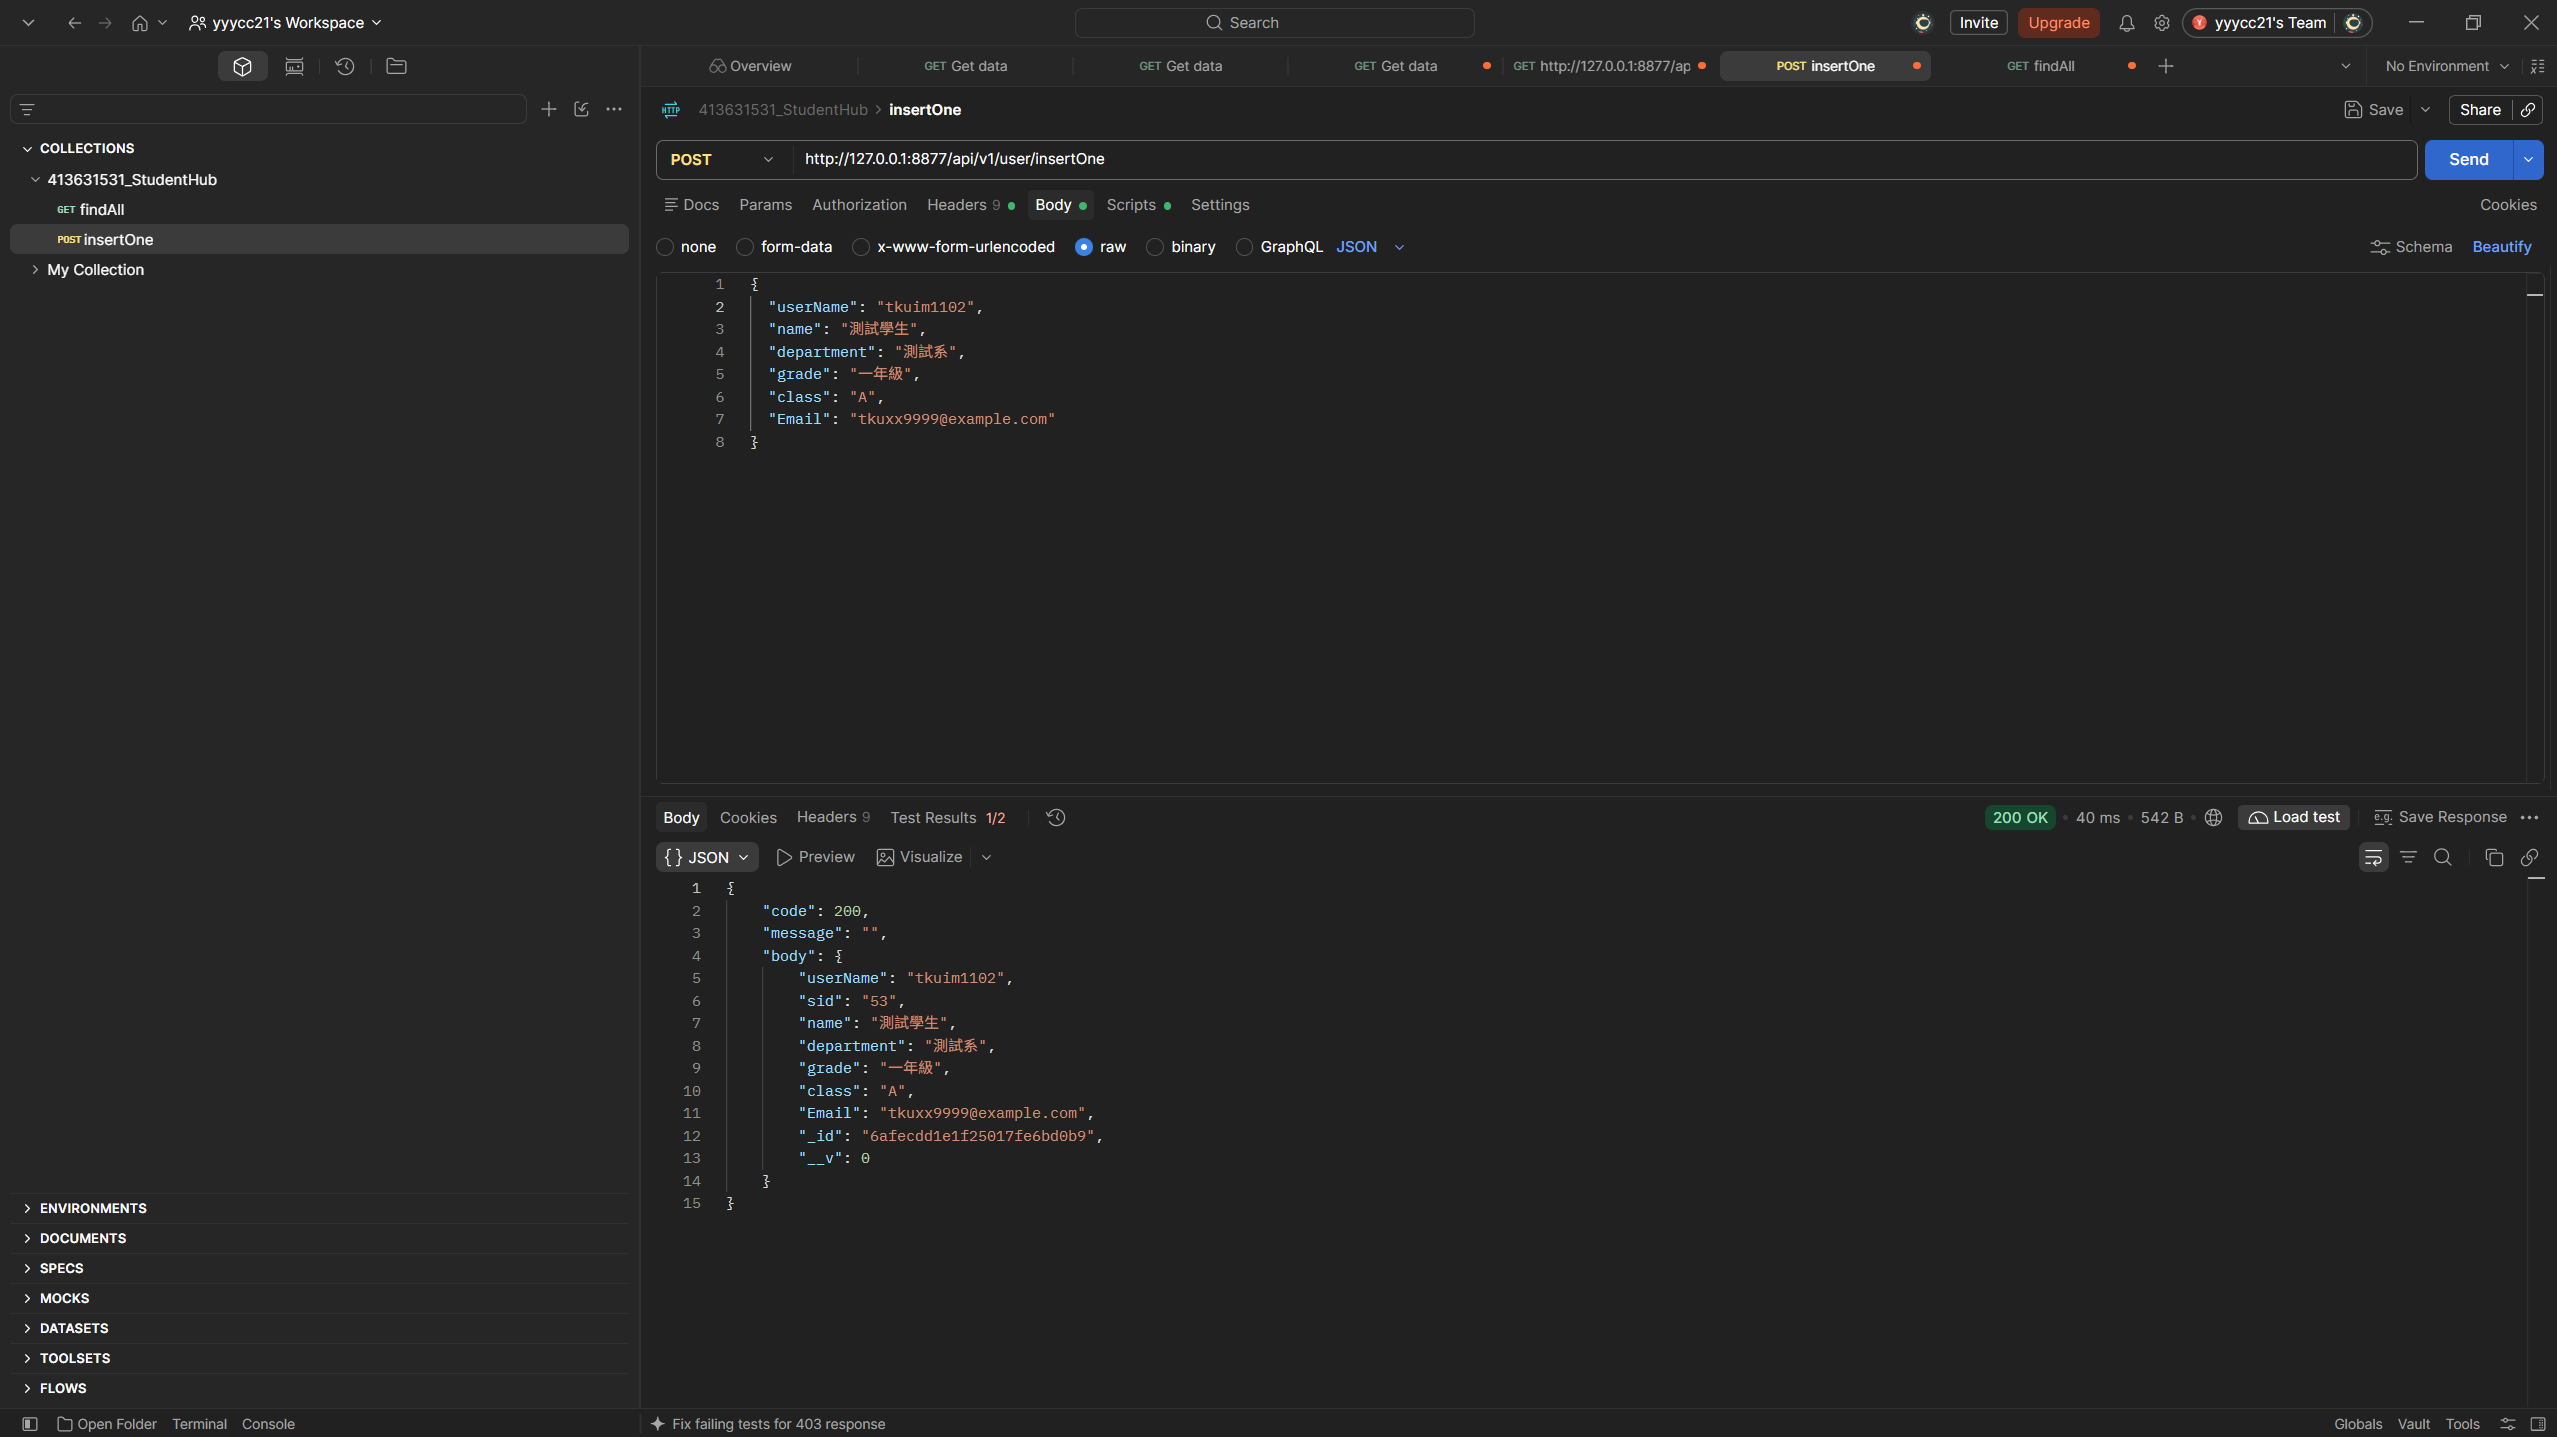 yyycc21's Workspace
Search
Invite
Upgrade
Y yyycc21's Team
Overview
GET Get data
GET Get data
GET Get data
GET http://127.0.0.1:8877/ap
POST insertOne
GET findAll
No Environment
COLLECTIONS
413631531_StudentHub
GET findAll
POST insertOne
My Collection
ENVIRONMENTS
DOCUMENTS
SPECS
MOCKS
DATASETS
TOOLSETS
FLOWS
HTTP 413631531_StudentHub > insertOne
Save
Share
POST
http://127.0.0.1:8877/api/v1/user/insertOne
Send
Docs Params Authorization Headers 9 Body Scripts Settings
Cookies
none form-data x-www-form-urlencoded raw binary GraphQL JSON
Schema Beautify
1 {
2 "userName": "tkuim1102",
3 "name": "測試學生",
4 "department": "測試系",
5 "grade": "一年級",
6 "class": "A",
7 "Email": "tkuxx9999@example.com"
8 }
Body Cookies Headers 9 Test Results 1/2
200 OK 40 ms 542 B
Load test
e.g. Save Response
{} JSON Preview Visualize
1 {
2 "code": 200,
3 "message": "",
4 "body": {
5 "userName": "tkuim1102",
6 "sid": "53",
7 "name": "測試學生",
8 "department": "測試系",
9 "grade": "一年級",
10 "class": "A",
11 "Email": "tkuxx9999@example.com",
12 "_id": "6afecdd1e1f25017fe6bd0b9",
13 "__v": 0
14 }
15 }
Open Folder Terminal Console
Fix failing tests for 403 response
Globals Vault Tools